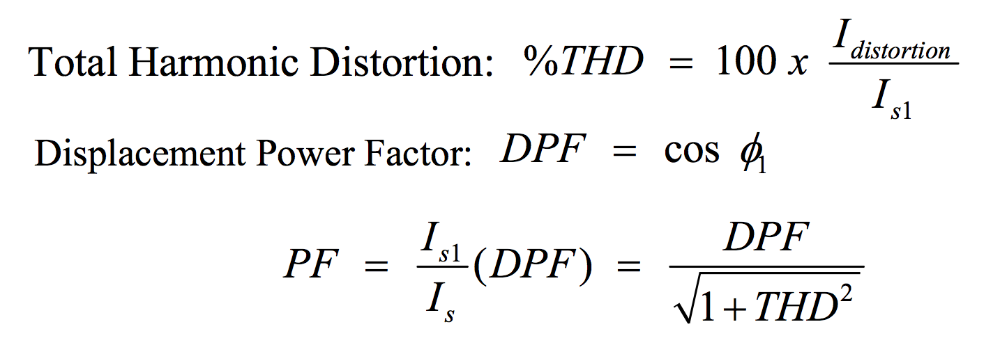 Total Harmonic Distortion: %THD = 100 x I_distortion / I_s1
Displacement Power Factor: DPF = cos ϕ_1
PF = I_s1 / I_s (DPF) = DPF / √(1 + THD²)